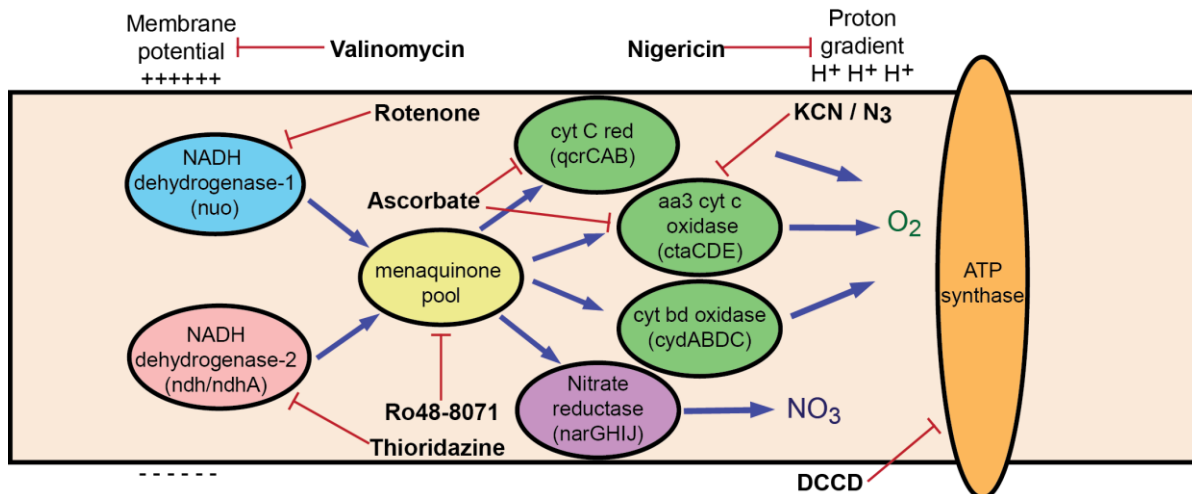 Membrane
potential
++++++
Valinomycin
Nigericin
Proton
gradient
H+ H+ H+
Rotenone
KCN / N3
NADH
dehydrogenase-1
(nuo)
cyt C red
(qcrCAB)
Ascorbate
aa3 cyt c
oxidase
(ctaCDE)
O2
menaquinone
pool
ATP
synthase
cyt bd oxidase
(cydABDC)
NADH
dehydrogenase-2
(ndh/ndhA)
Ro48-8071
Thioridazine
Nitrate
reductase
(narGHIJ)
NO3
- - - - - -
DCCD